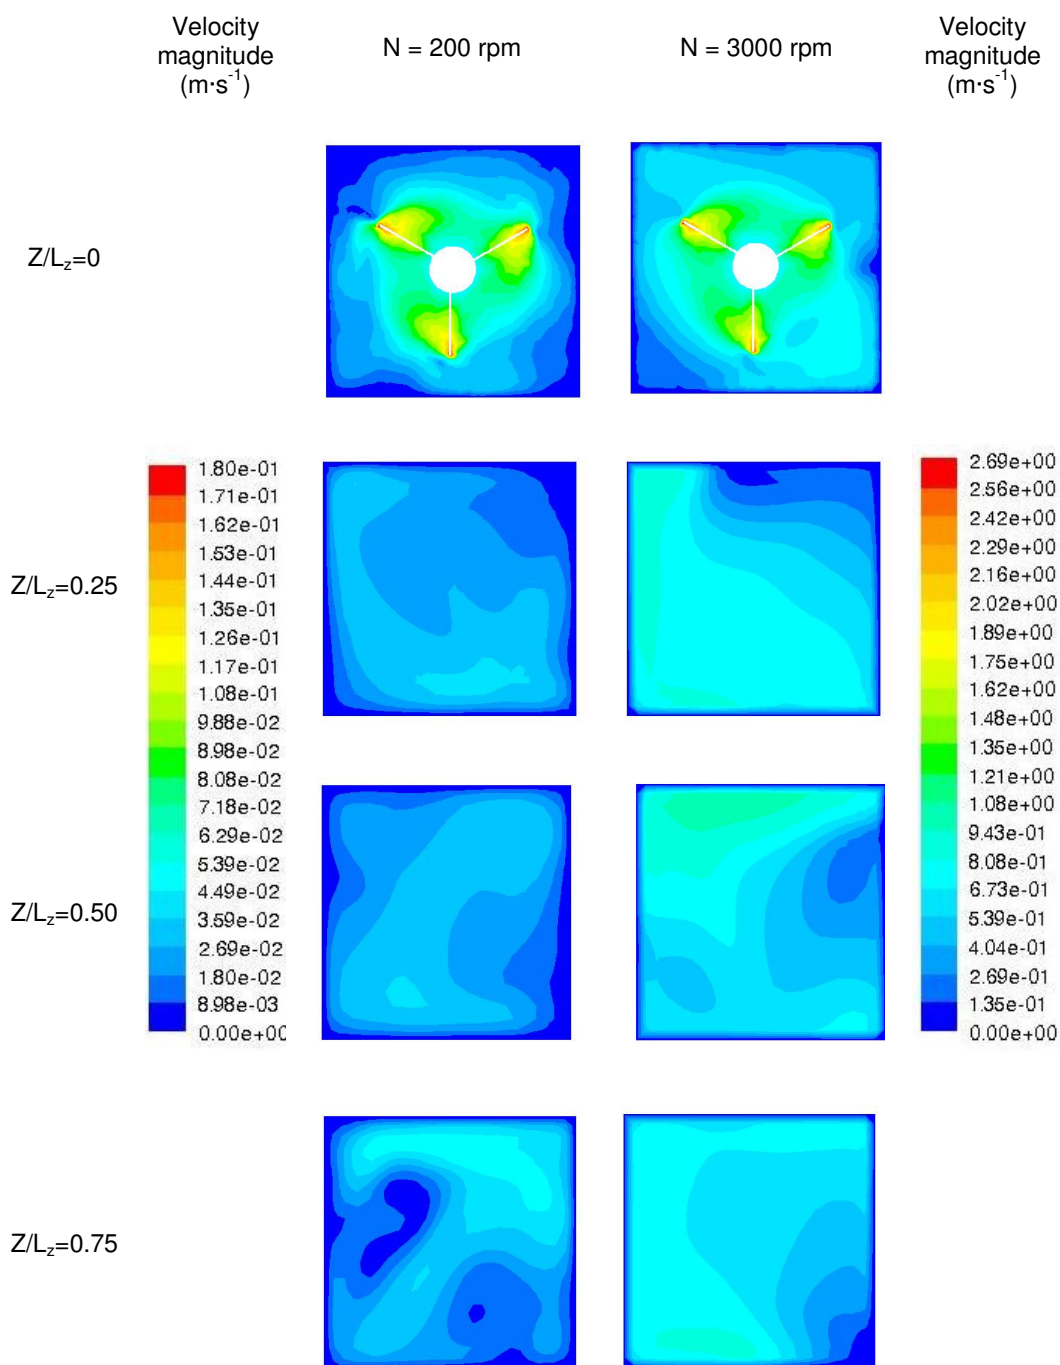 Velocity
magnitude
(m·s⁻¹)
N = 200 rpm
N = 3000 rpm
Velocity
magnitude
(m·s⁻¹)
Z/L_z=0
Z/L_z=0.25
Z/L_z=0.50
Z/L_z=0.75
1.80e-01
1.71e-01
1.62e-01
1.53e-01
1.44e-01
1.35e-01
1.26e-01
1.17e-01
1.08e-01
9.88e-02
8.98e-02
8.08e-02
7.18e-02
6.29e-02
5.39e-02
4.49e-02
3.59e-02
2.69e-02
1.80e-02
8.98e-03
0.00e+00
2.69e+00
2.56e+00
2.42e+00
2.29e+00
2.16e+00
2.02e+00
1.89e+00
1.75e+00
1.62e+00
1.48e+00
1.35e+00
1.21e+00
1.08e+00
9.43e-01
8.08e-01
6.73e-01
5.39e-01
4.04e-01
2.69e-01
1.35e-01
0.00e+00